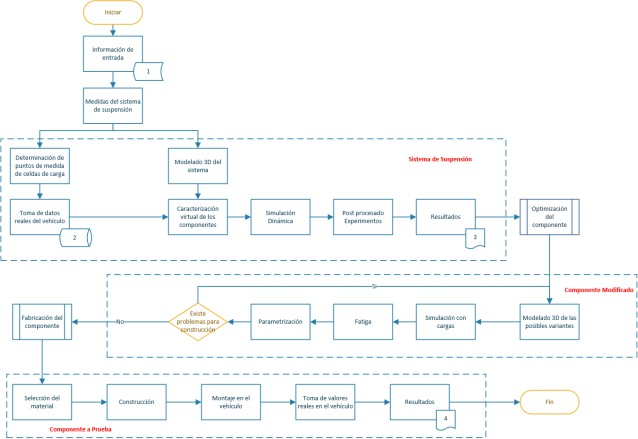 Iniciar
Información de
entrada
1
Medidas del sistema
de suspensión
Sistema de Suspensión
Determinación de
puntos de medida
de celdas de carga
Modelado 3D del
sistema
Toma de datos
reales del vehículo
2
Caracterización
virtual de los
componentes
Simulación
Dinámica
Post procesado
Experimentos
Resultados
3
Optimización
del
componente
Si
Componente Modificado
Fabricación del
componente
No
Existe
problemas para
construcción
Parametrización
Fatiga
Simulación con
cargas
Modelado 3D de las
posibles variantes
Selección del
material
Construcción
Montaje en el
vehículo
Toma de valores
reales en el vehículo
Resultados
4
Fin
Componente a Prueba